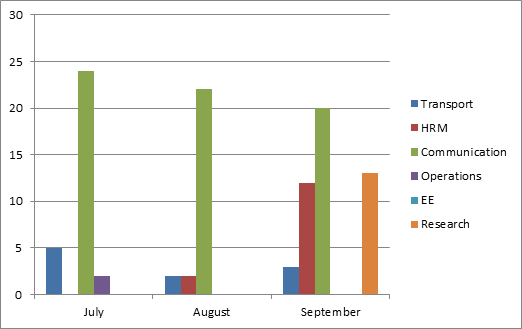 30
25
20
15
10
5
0
July August September
Transport
HRM
Communication
Operations
EE
Research